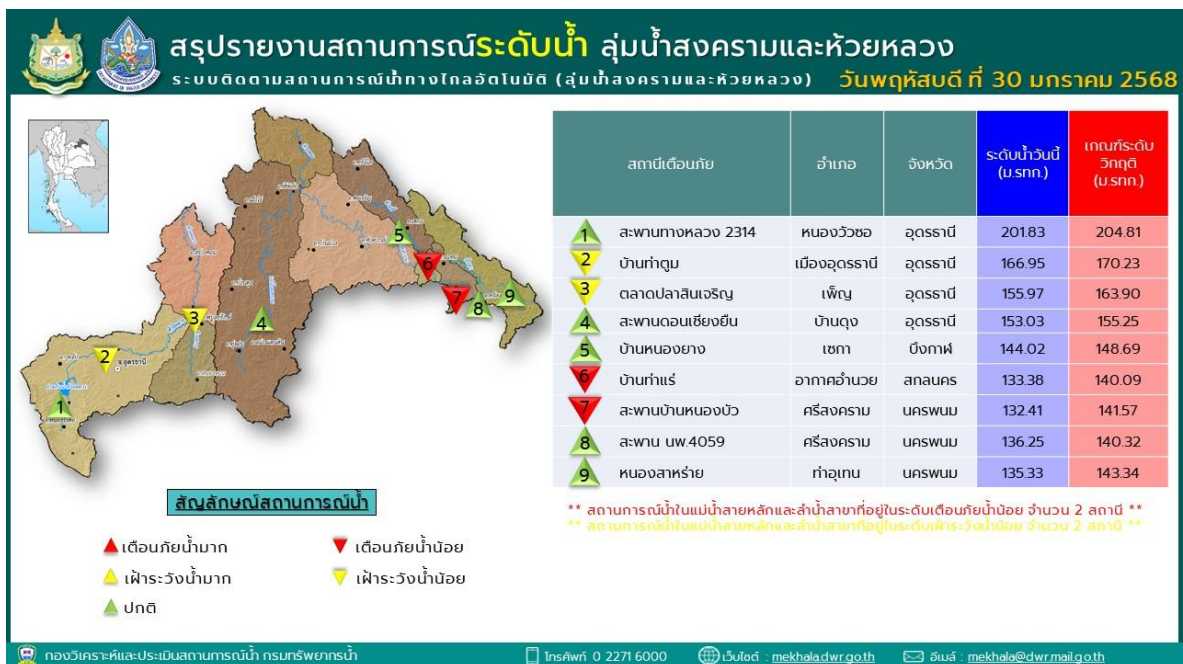 สรุปรายงานสถานการณ์ระดับน้ำ ลุ่มน้ำสงครามและห้วยหลวง
ระบบติดตามสถานการณ์น้ำทางไกลอัตโนมัติ (ลุ่มน้ำสงครามและห้วยหลวง) วันพฤหัสบดี ที่ 30 มกราคม 2568
สถานีเตือนภัย อำเภอ จังหวัด ระดับน้ำวันนี้ (ม.รทก.) เกณฑ์ระดับวิกฤติ (ม.รทก.)
1 สะพานทางหลวง 2314 หนองวัวซอ อุดรธานี 201.83 204.81
2 บ้านท่าตูม เมืองอุดรธานี อุดรธานี 166.95 170.23
3 ตลาดปลาสินเจริญ เพ็ญ อุดรธานี 155.97 163.90
4 สะพานดอนเชียงยืน บ้านดุง อุดรธานี 153.03 155.25
5 บ้านหนองยาง เซกา บึงกาฬ 144.02 148.69
6 บ้านท่าแร่ อากาศอำนวย สกลนคร 133.38 140.09
7 สะพานบ้านหนองบัว ศรีสงคราม นครพนม 132.41 141.57
8 สะพาน นพ.4059 ศรีสงคราม นครพนม 136.25 140.32
9 หนองสาหร่าย ท่าอุเทน นครพนม 135.33 143.34
** สถานการณ์น้ำในแม่น้ำสายหลักและลำน้ำสาขาที่อยู่ในระดับเตือนภัยน้ำน้อย จำนวน 2 สถานี **
** สถานการณ์น้ำในแม่น้ำสายหลักและลำน้ำสาขาที่อยู่ในระดับเฝ้าระวังน้ำน้อย จำนวน 2 สถานี **
5
6
7
8
9
3
4
2
จ.อุดรธานี
1
สัญลักษณ์สถานการณ์น้ำ
เตือนภัยน้ำมาก เตือนภัยน้ำน้อย
เฝ้าระวังน้ำมาก เฝ้าระวังน้ำน้อย
ปกติ
กองวิเคราะห์และประเมินสถานการณ์น้ำ กรมทรัพยากรน้ำ โทรศัพท์ 0 2271 6000 เว็บไซต์ : mekhala.dwr.go.th อีเมล์ : mekhala@dwr.mail.go.th